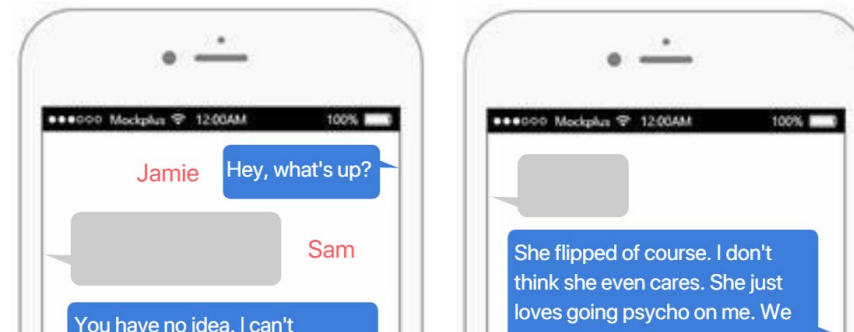 ●●●○○○ Mockplus 12:00AM 100%
Jamie
Hey, what's up?
Sam
You have no idea. I can't
●●●○○○ Mockplus 12:00AM 100%
She flipped of course. I don't
think she even cares. She just
loves going psycho on me. We